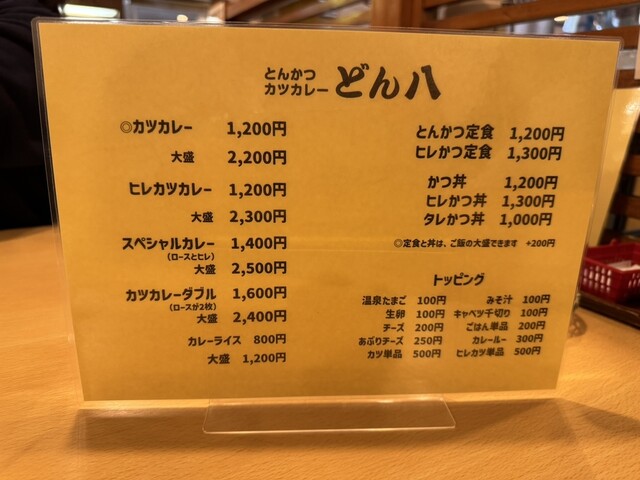 とんかつ
カツカレー どん八
◎カツカレー 1,200円
大盛 2,200円
ヒレカツカレー 1,200円
大盛 2,300円
スペシャルカレー 1,400円
(ロースとヒレ)
大盛 2,500円
カツカレーダブル 1,600円
(ロースが2枚)
大盛 2,400円
カレーライス 800円
大盛 1,200円
とんかつ定食 1,200円
ヒレかつ定食 1,300円
かつ丼 1,200円
ヒレかつ丼 1,300円
タレかつ丼 1,000円
◎定食と丼は、ご飯の大盛できます +200円
トッピング
温泉たまご 100円
生卵 100円
チーズ 200円
あぶりチーズ 250円
カツ単品 500円
みそ汁 100円
キャベツ千切り 100円
ごはん単品 200円
カレールー 300円
ヒレカツ単品 500円